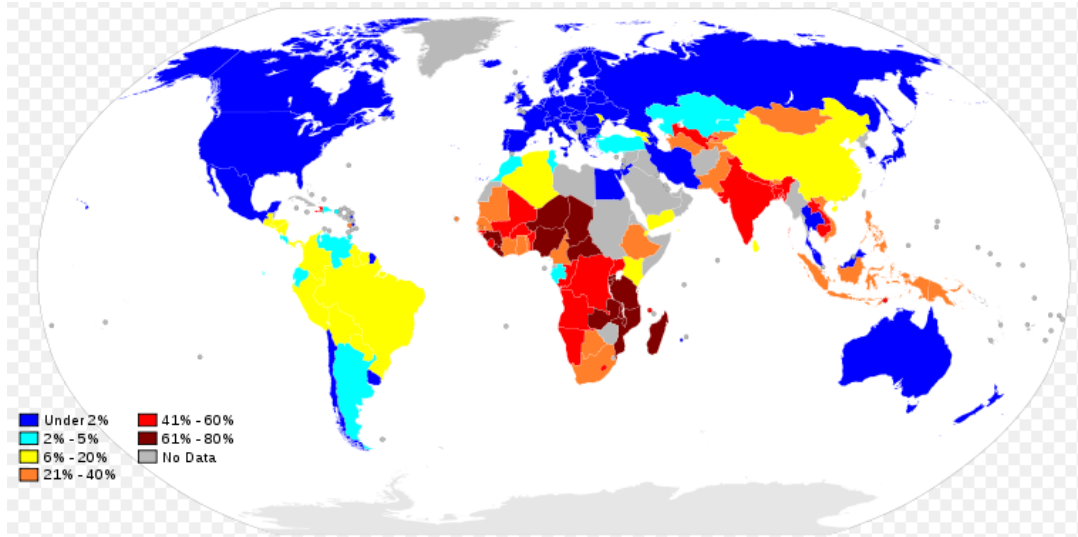 Under 2%
2% - 5%
6% - 20%
21% - 40%
41% - 60%
61% - 80%
No Data